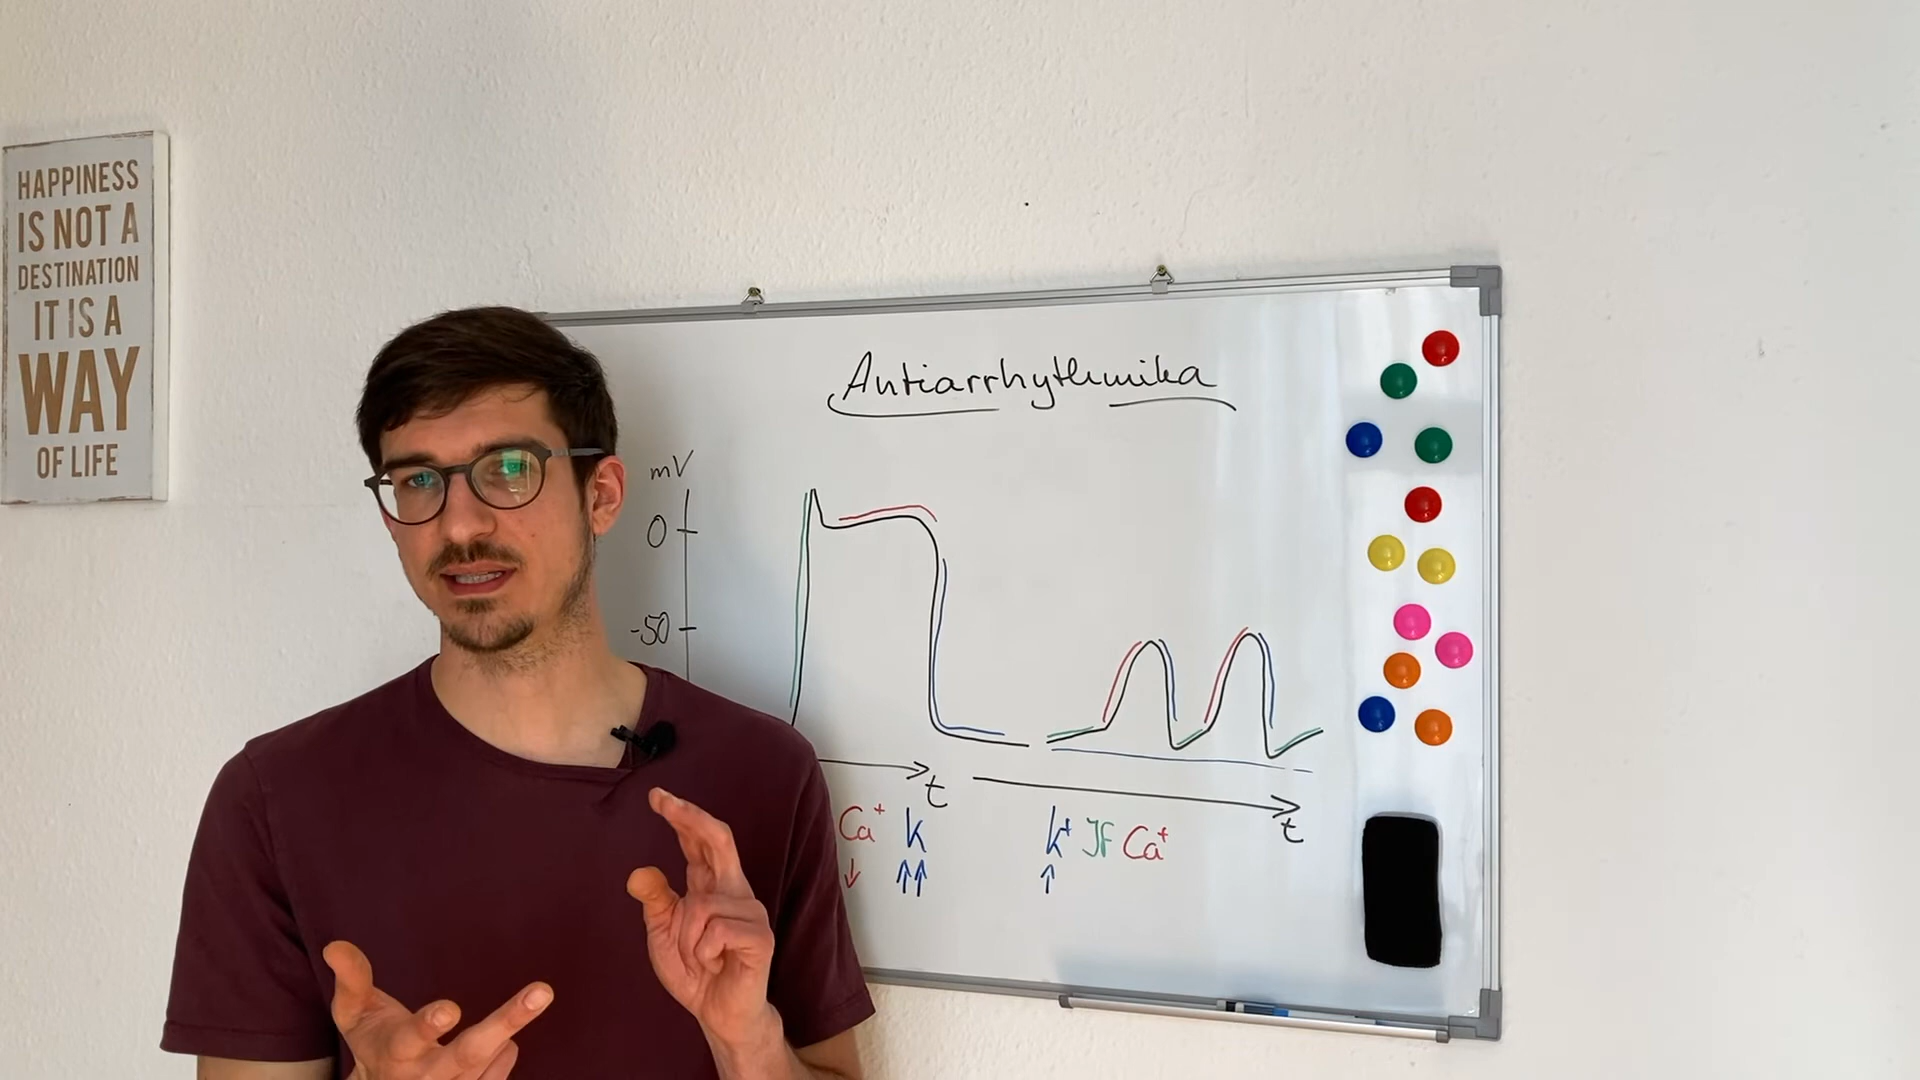 HAPPINESS
IS NOT A
DESTINATION
IT IS A
WAY
OF LIFE
Antiarrhythmika
mV
0
-50
t
t
Ca+ K
↓ ↑↑
K+ If Ca+
↑